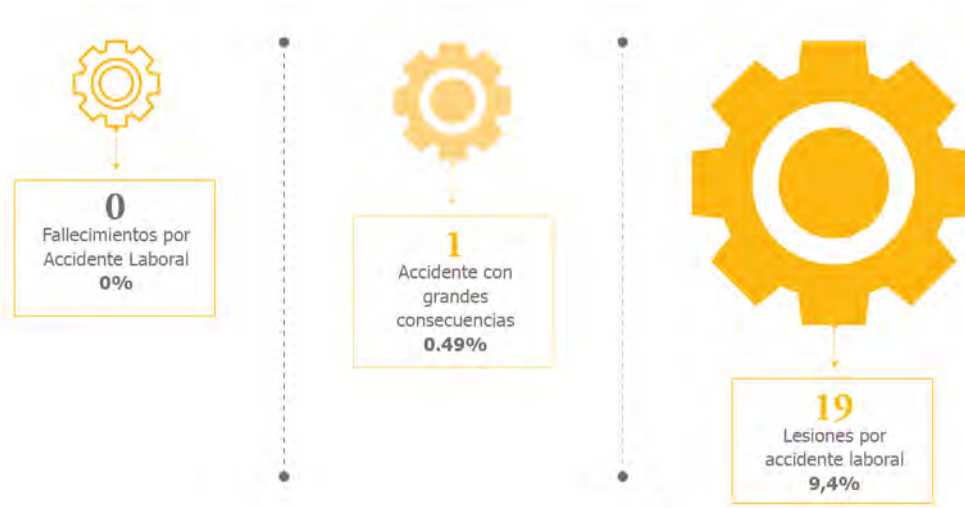 0
Fallecimientos por
Accidente Laboral
0%
1
Accidente con
grandes
consecuencias
0.49%
19
Lesiones por
accidente laboral
9,4%